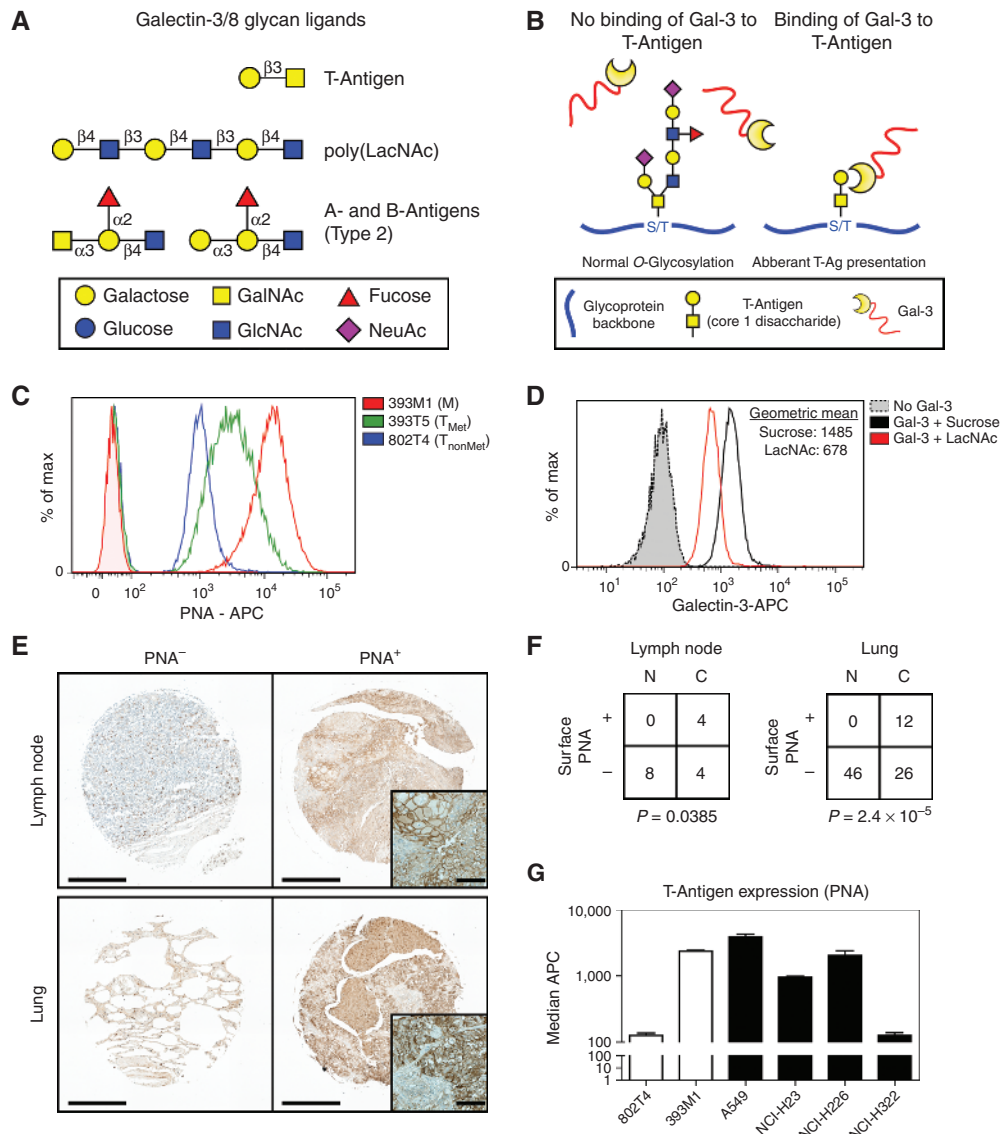 A
Galectin-3/8 glycan ligands
β3
T-Antigen
β4 β3 β4 β3 β4
poly(LacNAc)
α2 α2
α3 β4 α3 β4
A- and B-Antigens
(Type 2)
Galactose GalNAc Fucose
Glucose GlcNAc NeuAc
B
No binding of Gal-3 to
T-Antigen
Binding of Gal-3 to
T-Antigen
S/T S/T
Normal O-Glycosylation Abberant T-Ag presentation
Glycoprotein
backbone
T-Antigen
(core 1 disaccharide)
Gal-3
C
393M1 (M)
393T5 (TMet)
802T4 (TnonMet)
% of max
0
0 10² 10³ 10⁴ 10⁵
PNA - APC
D
Geometric mean
Sucrose: 1485
LacNAc: 678
No Gal-3
Gal-3 + Sucrose
Gal-3 + LacNAc
% of max
0
10¹ 10² 10³ 10⁴ 10⁵
Galectin-3-APC
E
PNA⁻ PNA⁺
Lymph node
Lung
F
Lymph node
N C
Surface
PNA
+ 0 4
− 8 4
P = 0.0385
Lung
N C
Surface
PNA
+ 0 12
− 46 26
P = 2.4 × 10⁻⁵
G
T-Antigen expression (PNA)
Median APC
10,000
1,000
100
100
10
1
802T4 393M1 A549 NCI-H23 NCI-H226 NCI-H322